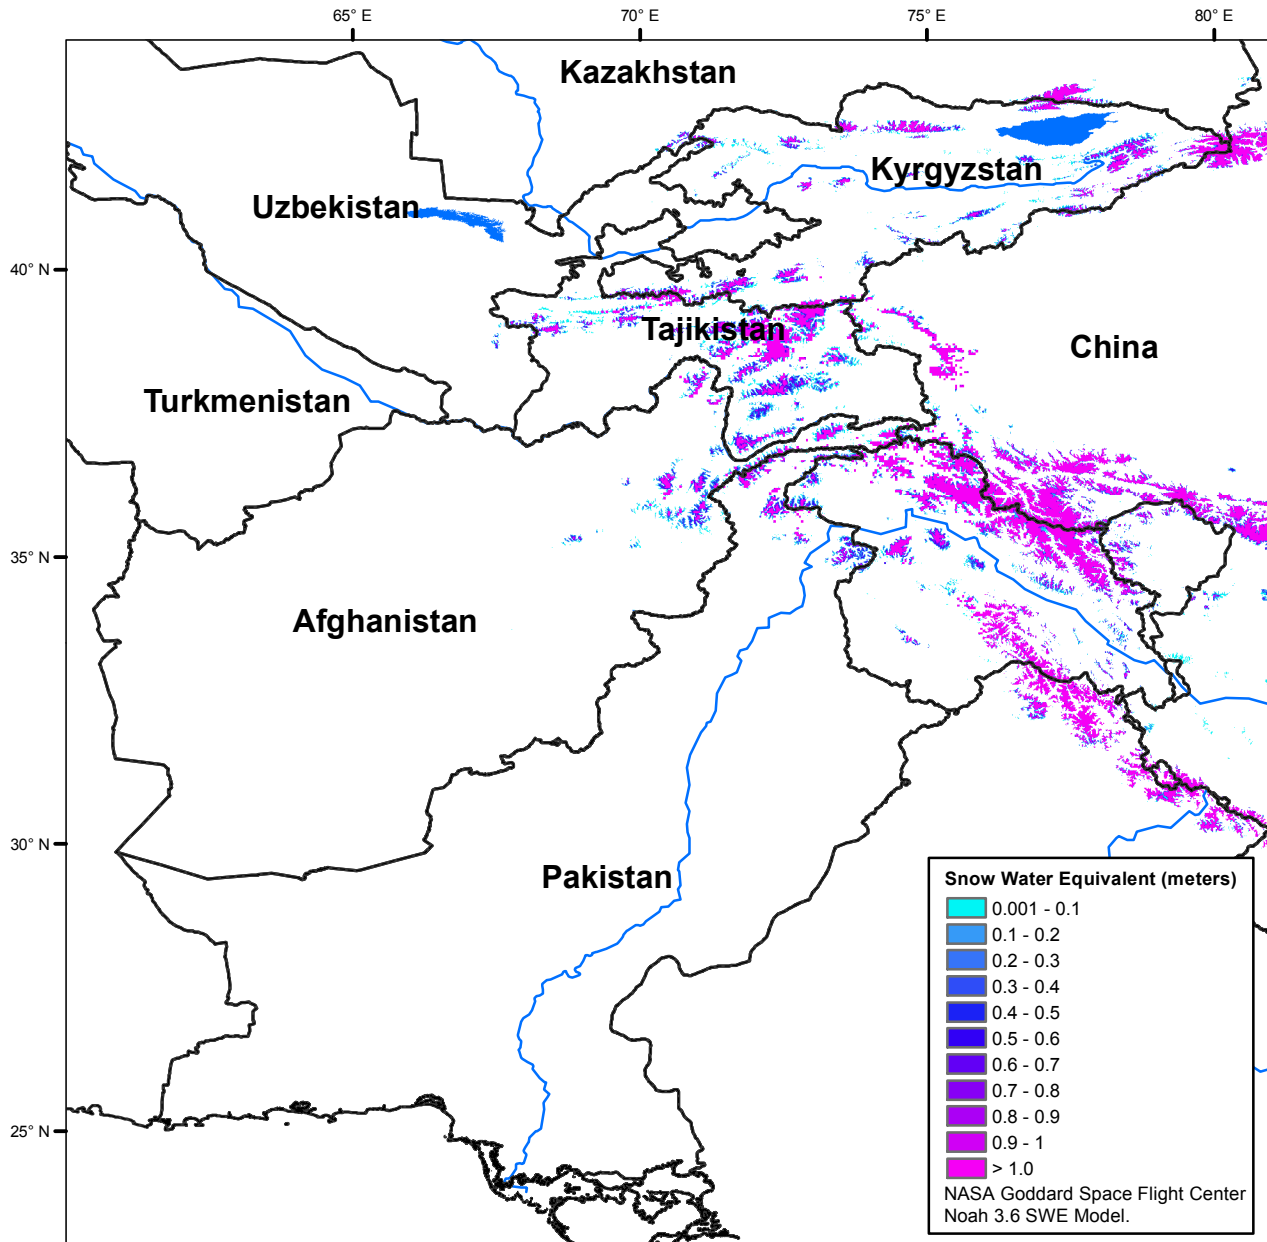 65° E
70° E
75° E
80° E
Kazakhstan
Kyrgyzstan
Uzbekistan
40° N
Tajikistan
China
Turkmenistan
35° N
Afghanistan
30° N
Pakistan
25° N
Snow Water Equivalent (meters)
0.001 - 0.1
0.1 - 0.2
0.2 - 0.3
0.3 - 0.4
0.4 - 0.5
0.5 - 0.6
0.6 - 0.7
0.7 - 0.8
0.8 - 0.9
0.9 - 1
> 1.0
NASA Goddard Space Flight Center
Noah 3.6 SWE Model.